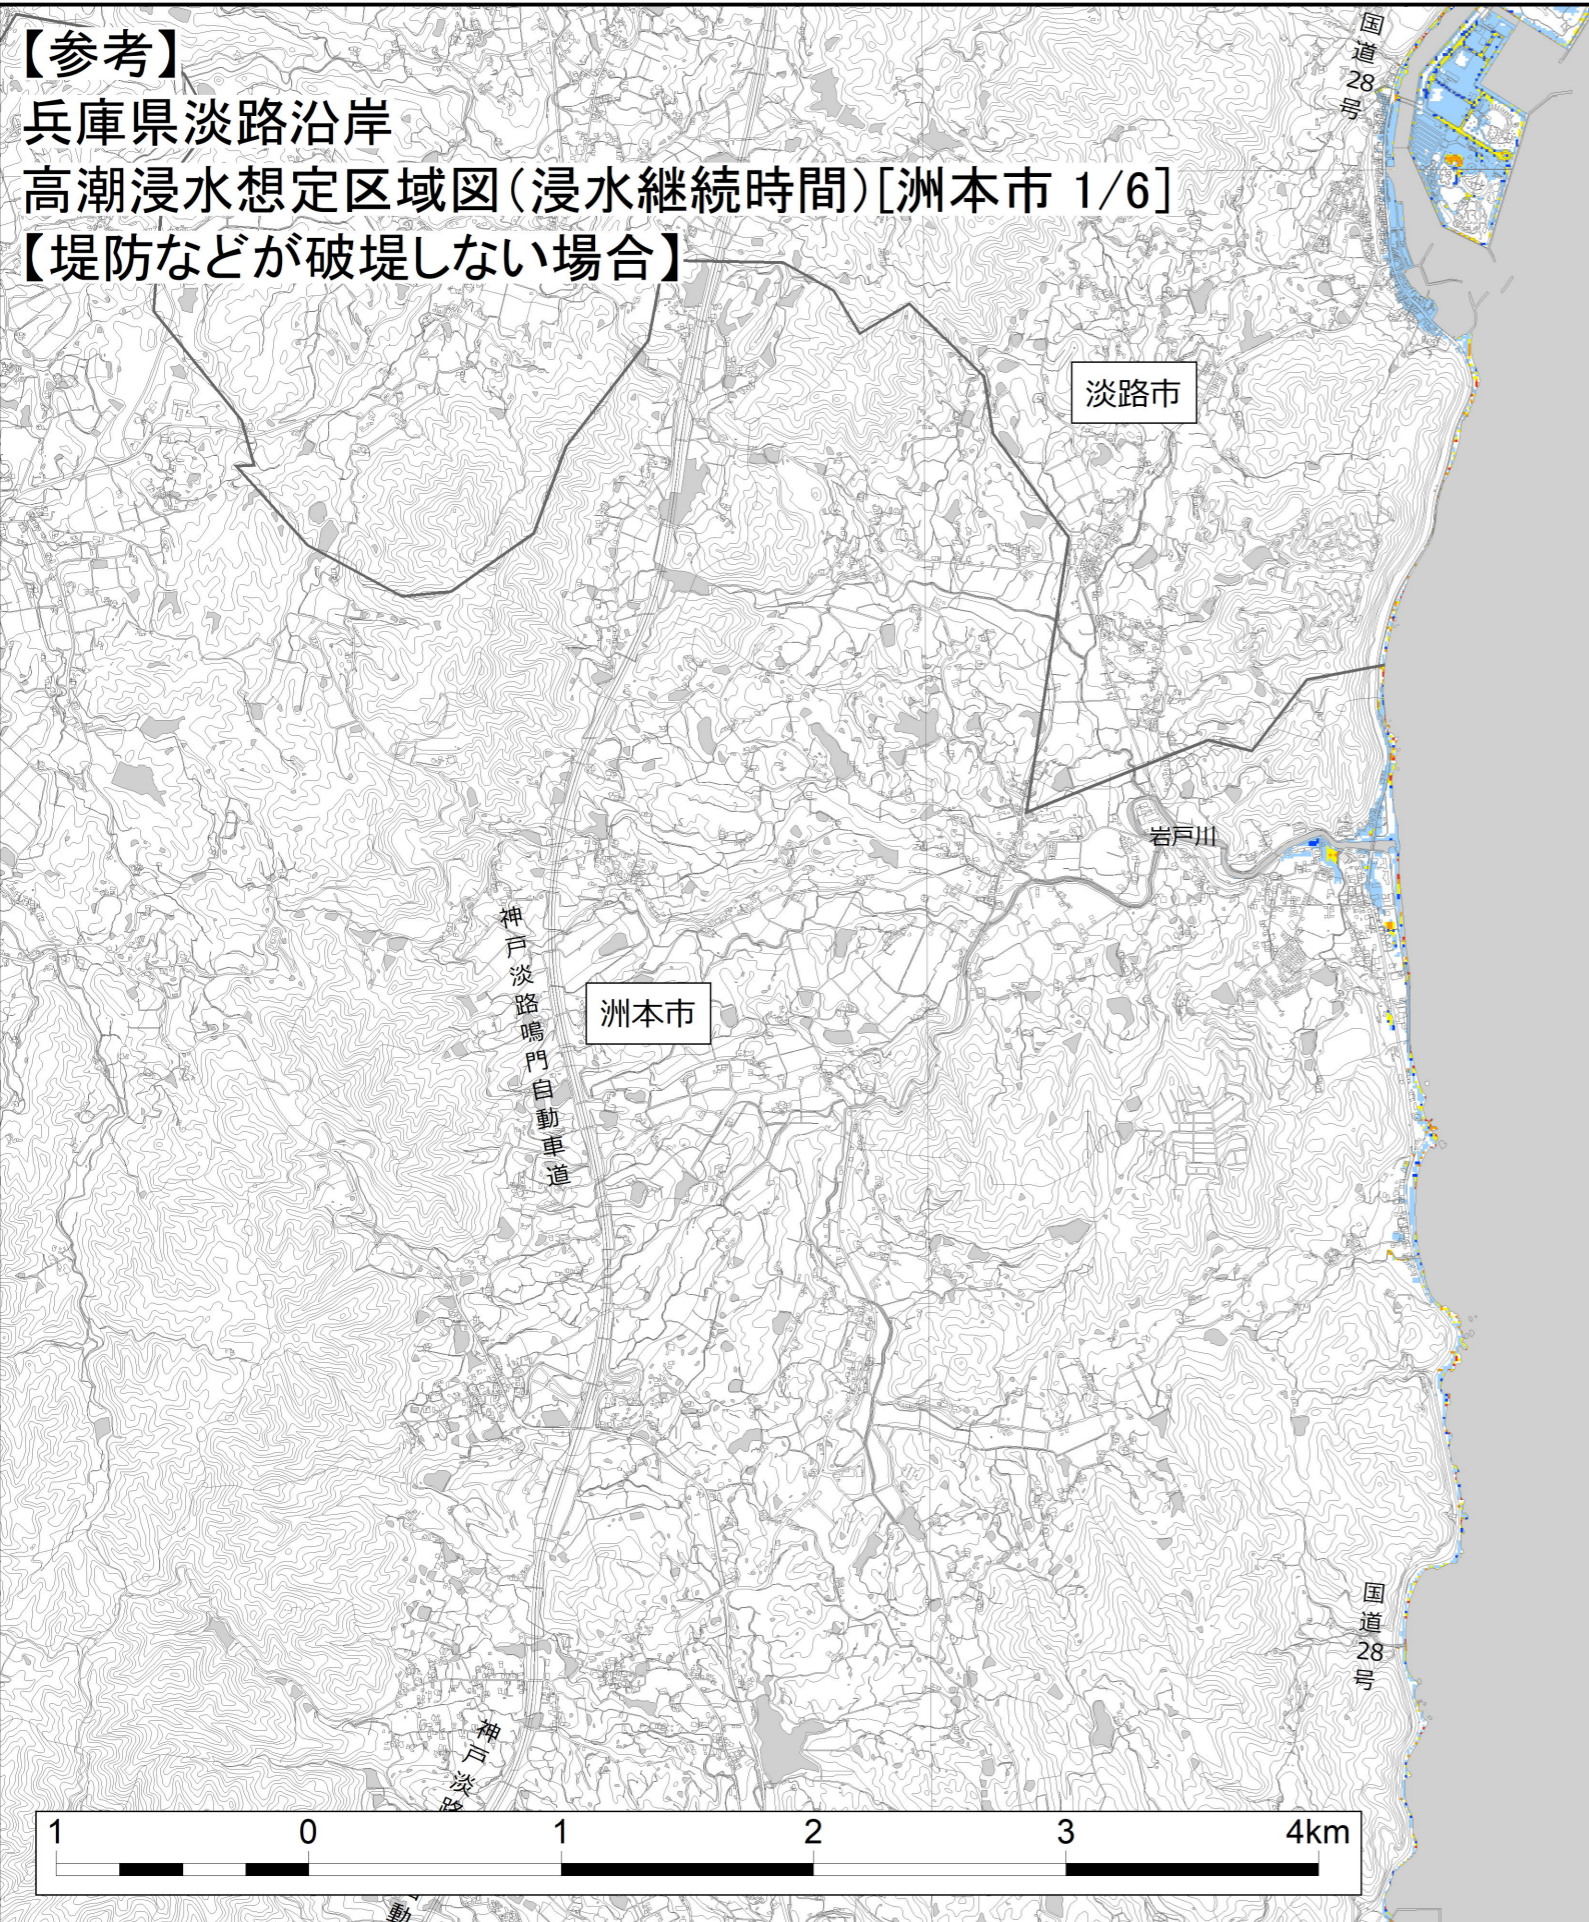 【参考】
兵庫県淡路沿岸
高潮浸水想定区域図(浸水継続時間)[洲本市 1/6]
【堤防などが破堤しない場合】
国道28号
淡路市
岩戸川
神戸淡路鳴門自動車道
洲本市
国道28号
神戸淡路
動
1 0 1 2 3 4km